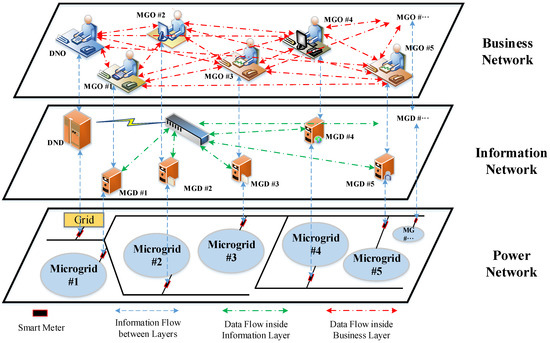 MGO #2
MGO #4
MGO #···
DNO
MGO #5
MGO #1
MGO #3
Business
Network
DND
MGD #4
MGD #···
MGD #1
MGD #2
MGD #3
MGD #5
Information
Network
Grid
Microgrid
#1
Microgrid
#2
Microgrid
#3
Microgrid
#4
Microgrid
#5
MG
#···
Power
Network
Smart Meter
Information Flow
between Layers
Data Flow inside
Information Layer
Data Flow inside
Business Layer